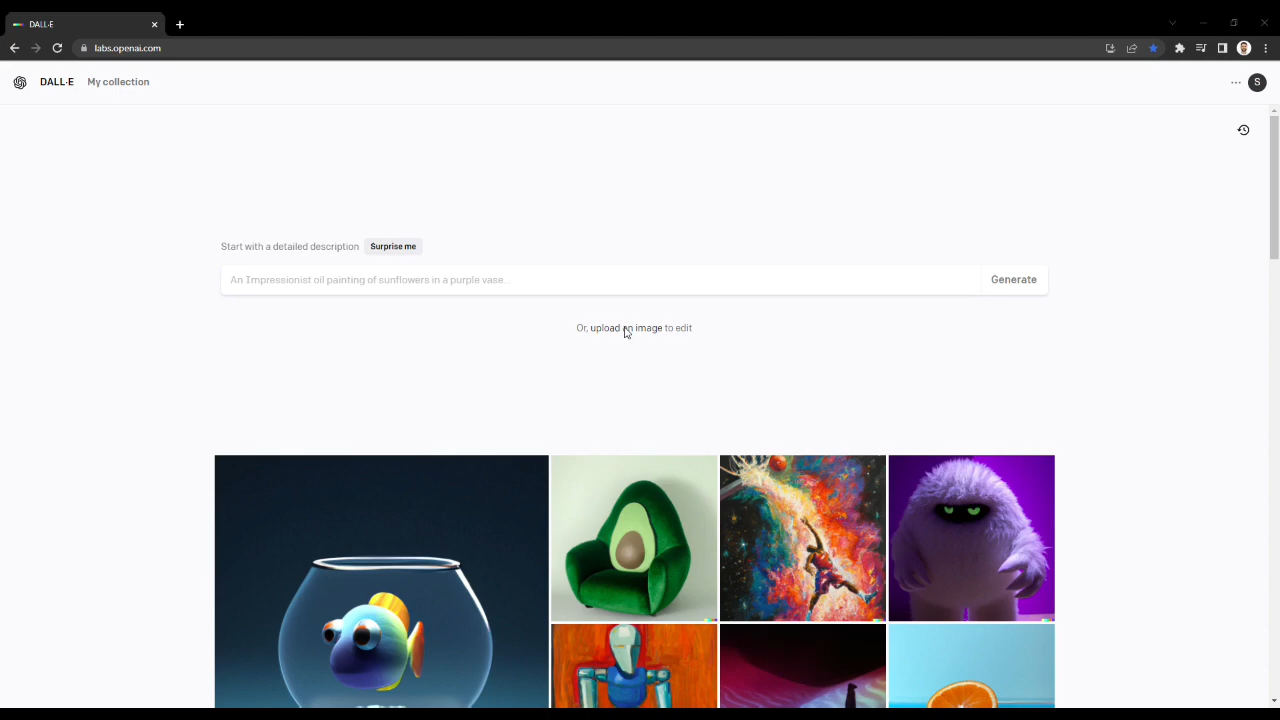 DALL·E
labs.openai.com
DALL·E My collection
S
Start with a detailed description Surprise me
An Impressionist oil painting of sunflowers in a purple vase... Generate
Or, upload an image to edit